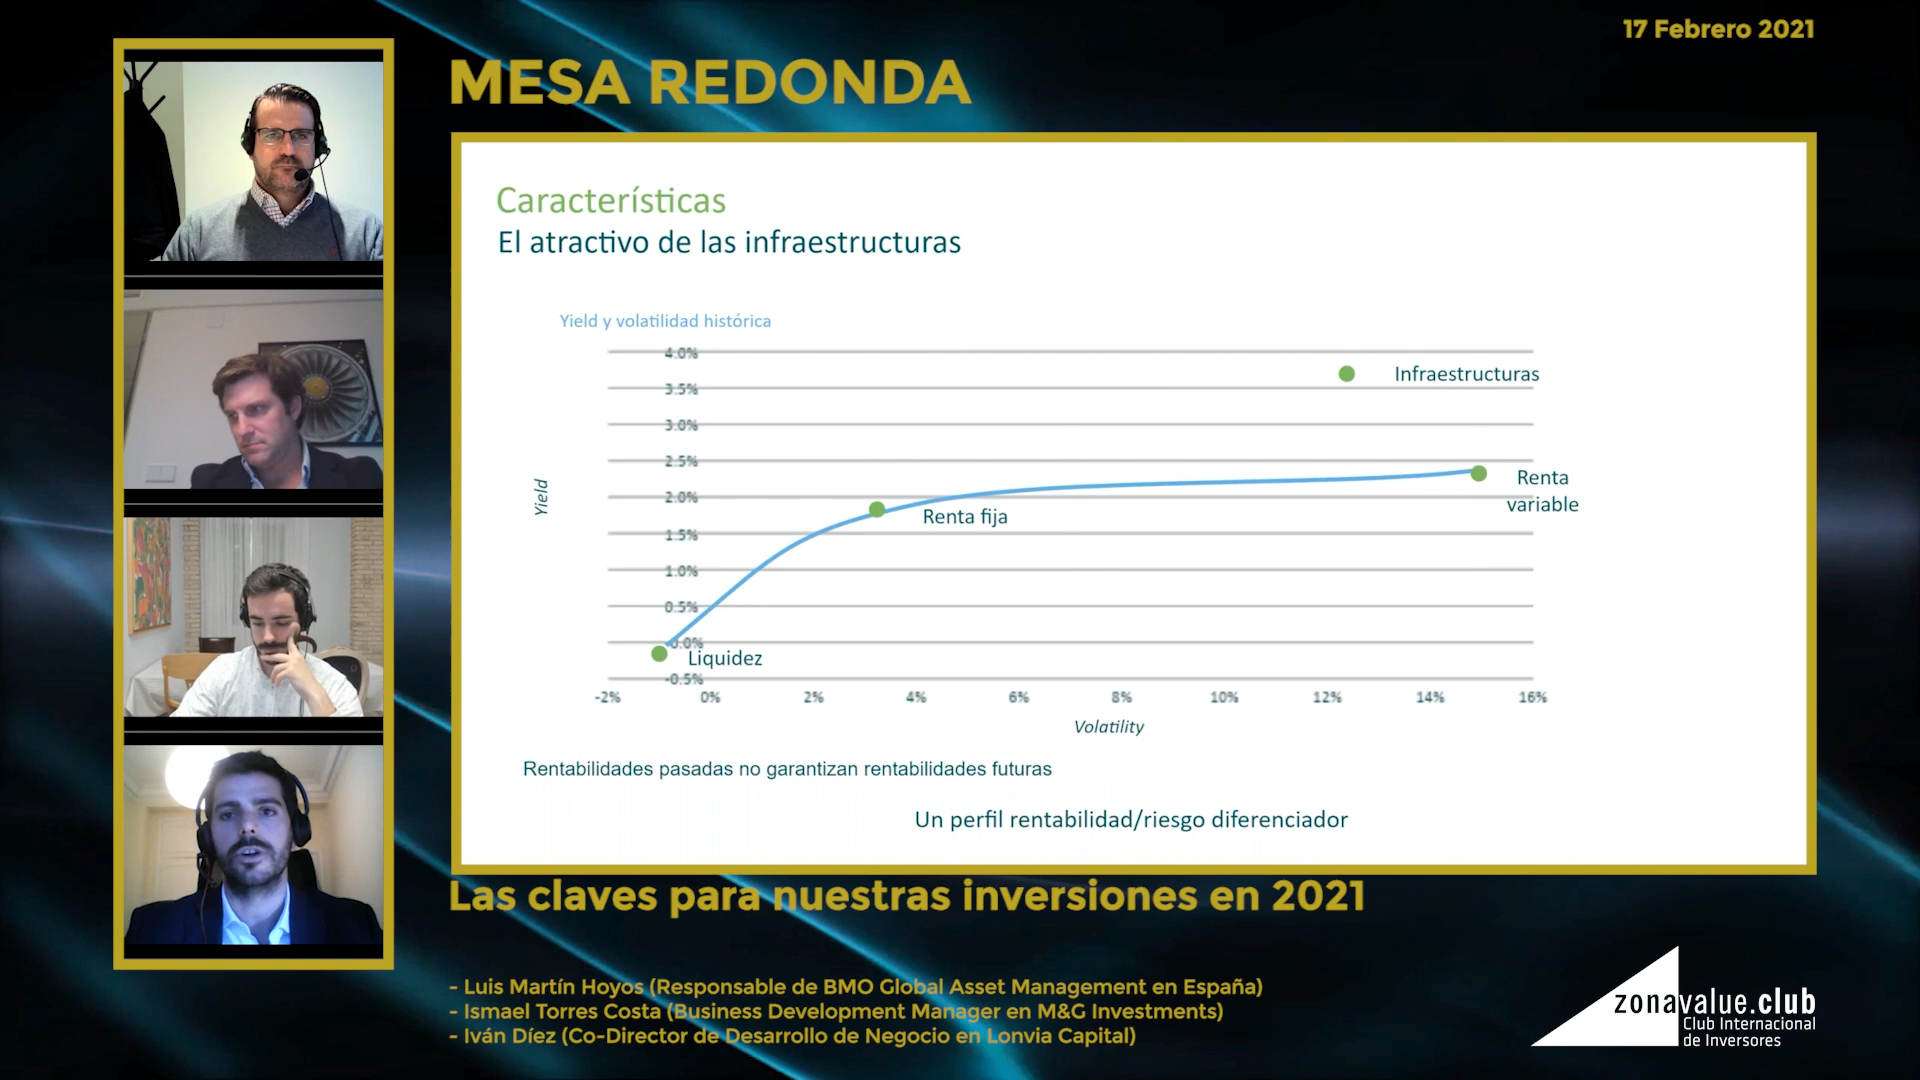 17 Febrero 2021
MESA REDONDA
Características
El atractivo de las infraestructuras
Yield y volatilidad histórica
4.0%
3.5%
3.0%
2.5%
2.0%
1.5%
1.0%
0.5%
0.0%
-0.5%
Yield
Infraestructuras
Renta
variable
Renta fija
Liquidez
-2% 0% 2% 4% 6% 8% 10% 12% 14% 16%
Volatility
Rentabilidades pasadas no garantizan rentabilidades futuras
Un perfil rentabilidad/riesgo diferenciador
Las claves para nuestras inversiones en 2021
- Luis Martín Hoyos (Responsable de BMO Global Asset Management en España)
- Ismael Torres Costa (Business Development Manager en M&G Investments)
- Iván Díez (Co-Director de Desarrollo de Negocio en Lonvia Capital)
zonavalue.club
Club Internacional
de Inversores